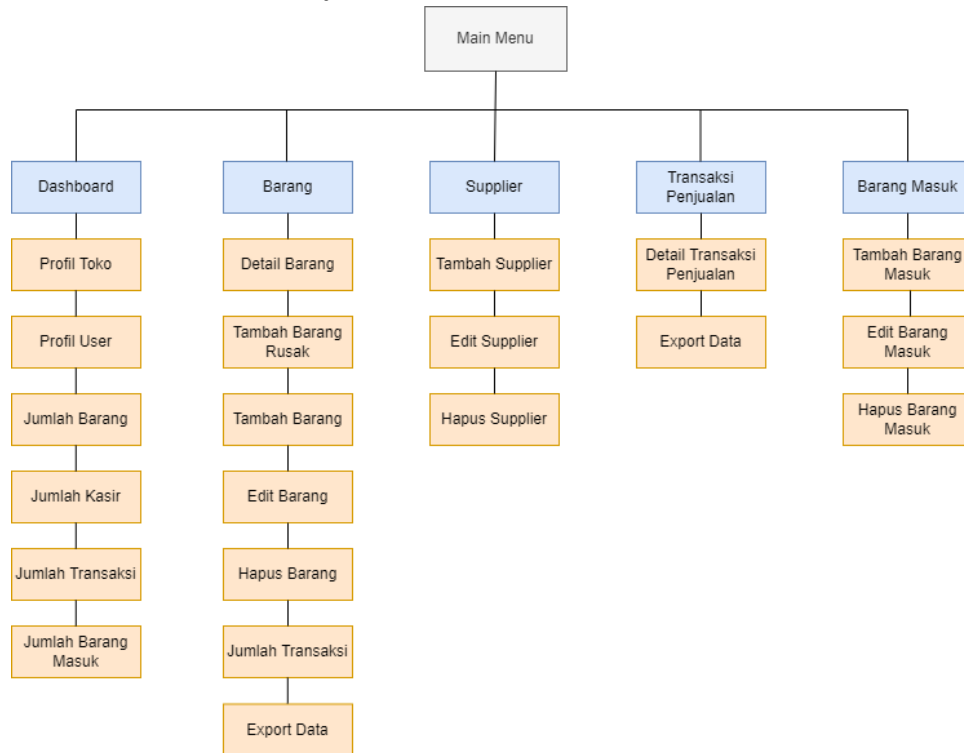 Main Menu
Dashboard
Profil Toko
Profil User
Jumlah Barang
Jumlah Kasir
Jumlah Transaksi
Jumlah Barang
Masuk
Barang
Detail Barang
Tambah Barang
Rusak
Tambah Barang
Edit Barang
Hapus Barang
Jumlah Transaksi
Export Data
Supplier
Tambah Supplier
Edit Supplier
Hapus Supplier
Transaksi
Penjualan
Detail Transaksi
Penjualan
Export Data
Barang Masuk
Tambah Barang
Masuk
Edit Barang
Masuk
Hapus Barang
Masuk